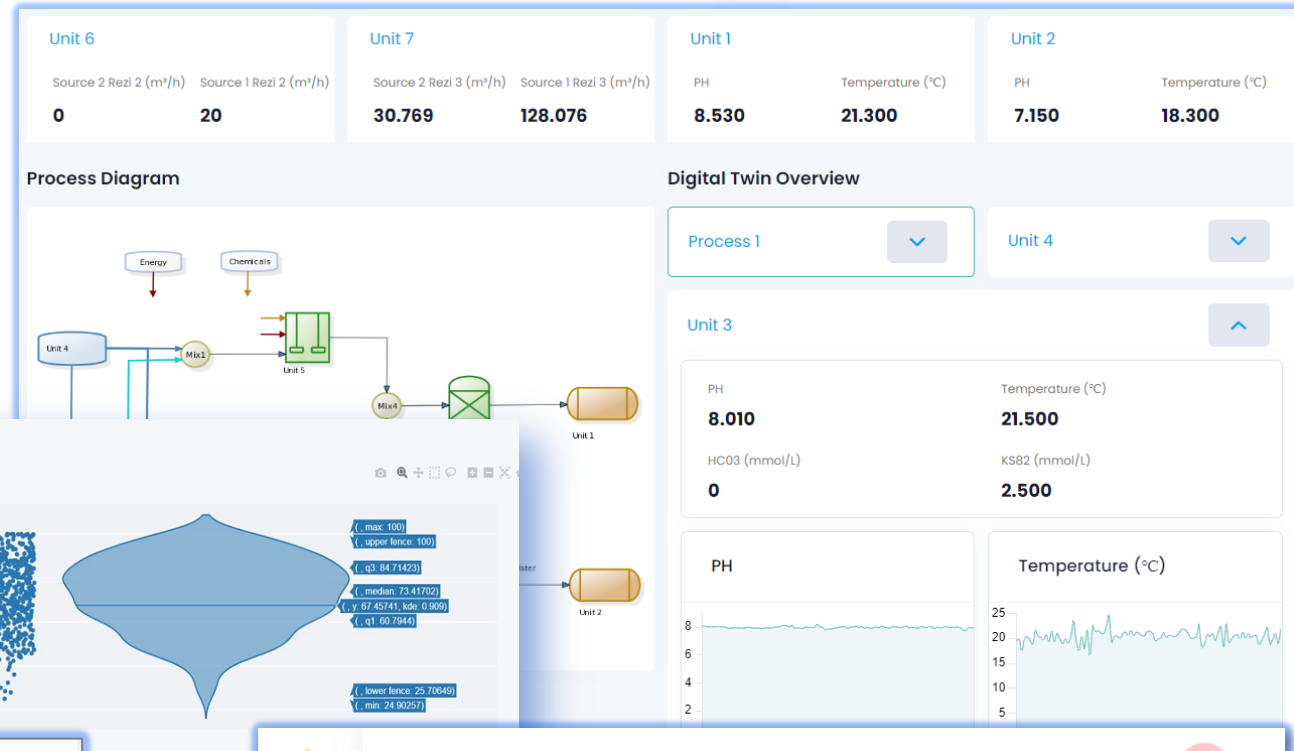 Unit 6
Source 2 Rezi 2 (m³/h) Source 1 Rezi 2 (m³/h)
0 20
Unit 7
Source 2 Rezi 3 (m³/h) Source 1 Rezi 3 (m³/h)
30.769 128.076
Unit 1
PH Temperature (°C)
8.530 21.300
Unit 2
PH Temperature (°C)
7.150 18.300
Process Diagram
Energy
Chemicals
Unit 4
Mix1
Unit 5
Mix4
Unit 1
Unit 2
(, max: 100)
(, upper fence: 100)
(, q3: 84.71423)
(, median: 73.41702)
(, y: 67.45741, kde: 0.909)
(, q1: 60.7944)
(, lower fence: 25.70649)
(, min: 24.90257)
Digital Twin Overview
Process 1
Unit 4
Unit 3
PH Temperature (°C)
8.010 21.500
HC03 (mmol/L) KS82 (mmol/L)
0 2.500
PH
8
6
4
2
Temperature (°C)
25
20
15
10
5